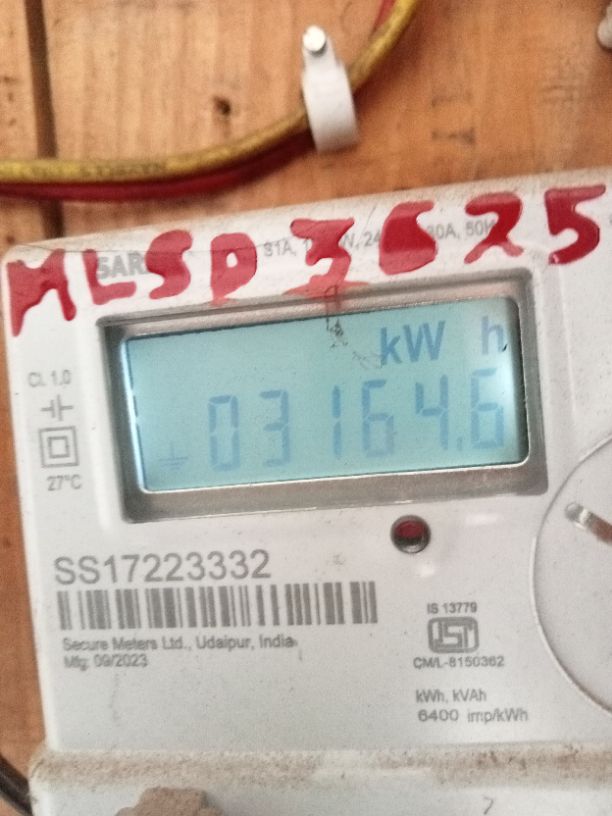 MLSD 3625
kW h
03164.6
Cl. 1.0
27°C
SS17223332
Secure Meters Ltd., Udaipur, India
Mfg: 09/2023
IS 13779
CM/L-8150362
kWh, kVAh
6400 imp/kWh